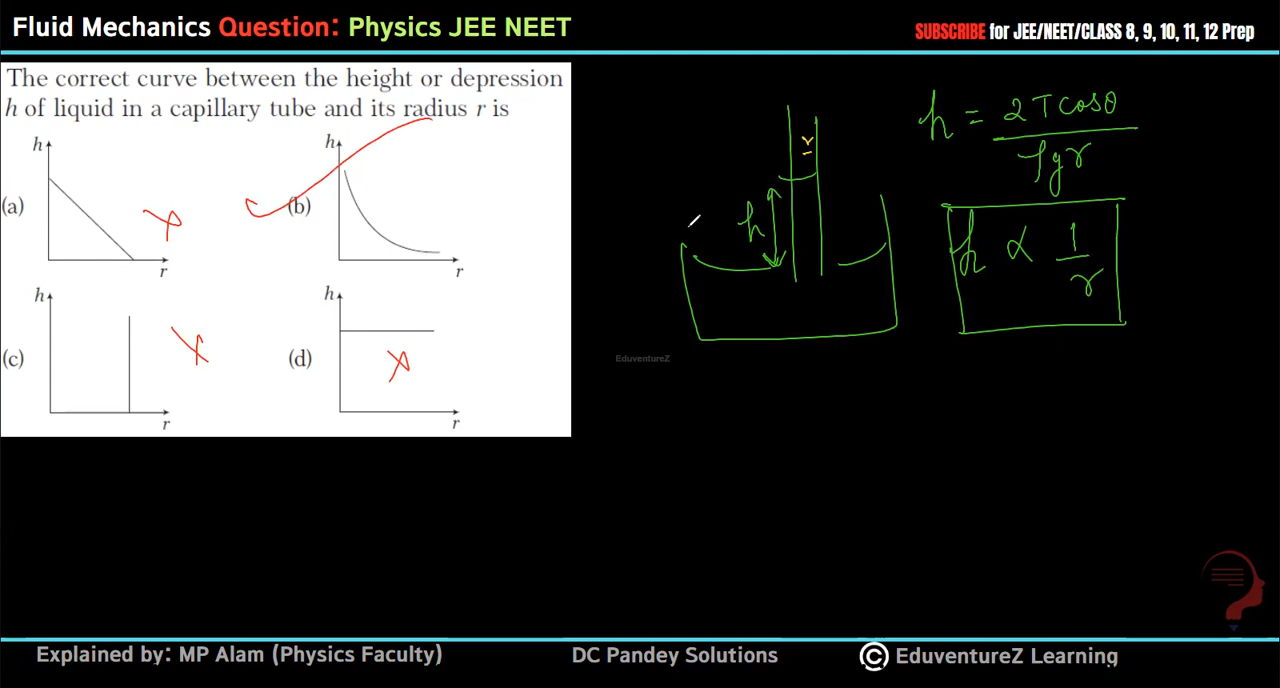 Fluid Mechanics Question: Physics JEE NEET
SUBSCRIBE for JEE/NEET/CLASS 8, 9, 10, 11, 12 Prep
The correct curve between the height or depression
h of liquid in a capillary tube and its radius r is
(a)
h
r
(b)
h
r
(c)
h
r
(d)
h
r
r
h
h = 2 T cosθ
ρgr
h ∝ 1
r
EduventureZ
Explained by: MP Alam (Physics Faculty)
DC Pandey Solutions
© EduventureZ Learning